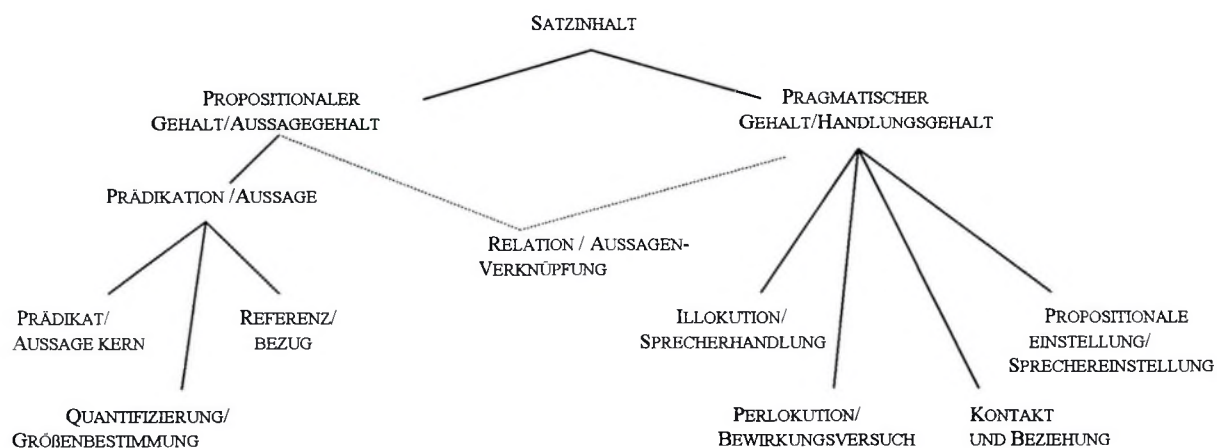 SATZINHALT
PROPOSITIONALER
GEHALT/AUSSAGEGEHALT
PRAGMATISCHER
GEHALT/HANDLUNGSGEHALT
PRÄDIKATION /AUSSAGE
RELATION / AUSSAGEN-
VERKNÜPFUNG
PRÄDIKAT/
AUSSAGE KERN
REFERENZ/
BEZUG
ILLOKUTION/
SPRECHERHANDLUNG
PROPOSITIONALE
EINSTELLUNG/
SPRECHEREINSTELLUNG
QUANTIFIZIERUNG/
GRÖßENBESTIMMUNG
PERLOKUTION/
BEWIRKUNGSVERSUCH
KONTAKT
UND BEZIEHUNG